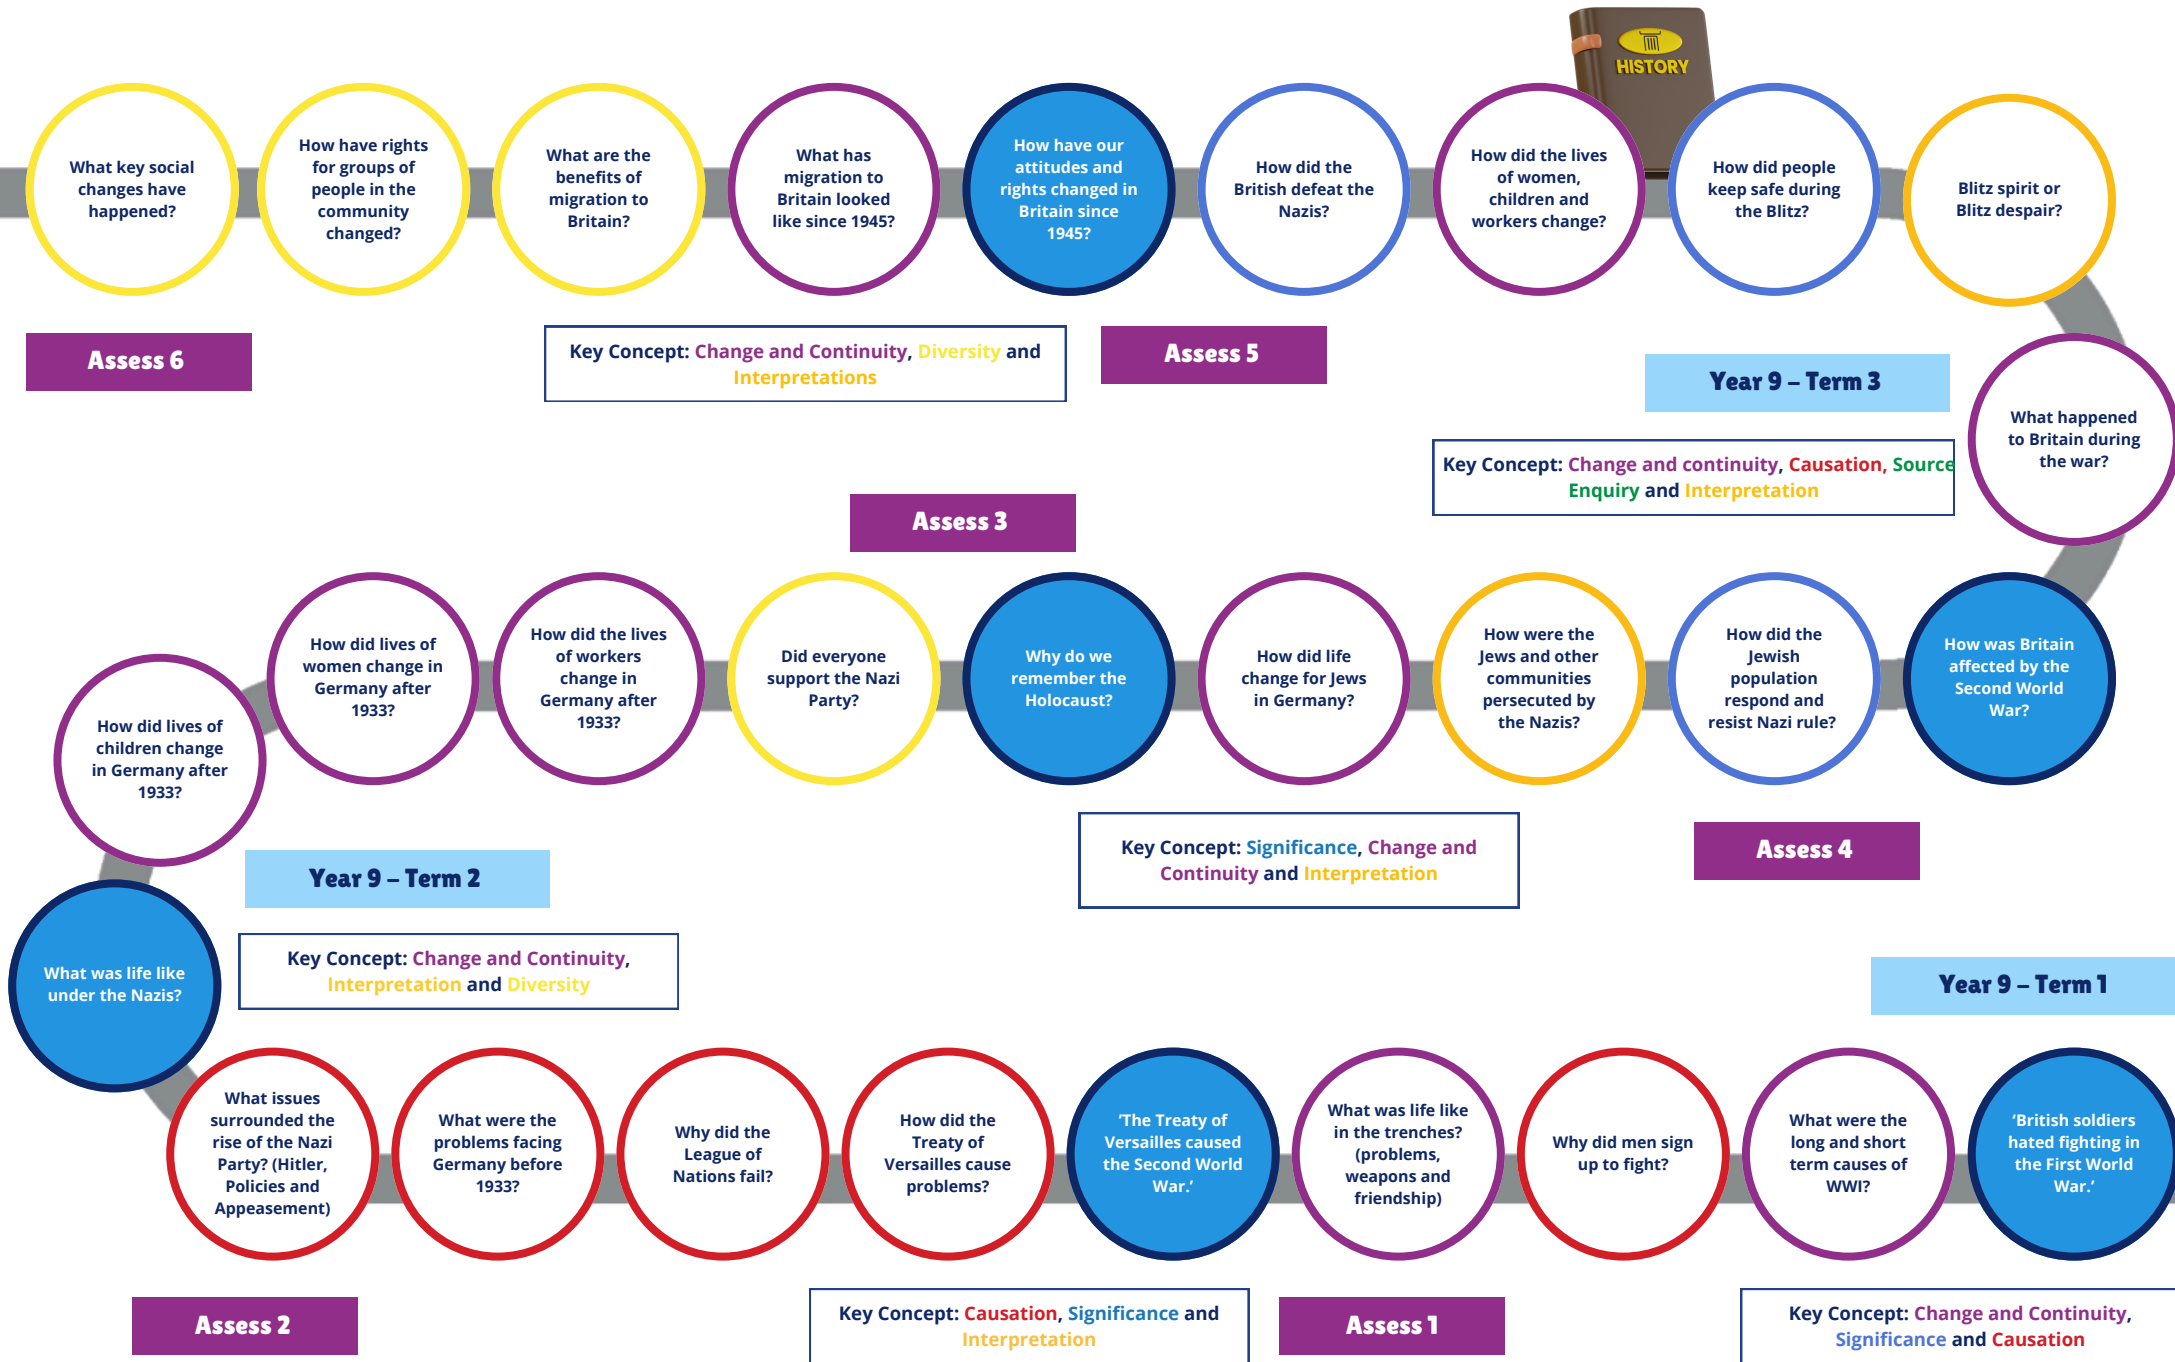 HISTORY
What key social
changes have
happened?
How have rights
for groups of
people in the
community
changed?
What are the
benefits of
migration to
Britain?
What has
migration to
Britain looked
like since 1945?
How have our
attitudes and
rights changed in
Britain since
1945?
How did the
British defeat the
Nazis?
How did the lives
of women,
children and
workers change?
How did people
keep safe during
the Blitz?
Blitz spirit or
Blitz despair?
Assess 6
Key Concept: Change and Continuity, Diversity and
Interpretations
Assess 5
Year 9 – Term 3
What happened
to Britain during
the war?
Key Concept: Change and continuity, Causation, Source
Enquiry and Interpretation
Assess 3
How did lives of
children change
in Germany after
1933?
How did lives of
women change in
Germany after
1933?
How did the lives
of workers
change in
Germany after
1933?
Did everyone
support the Nazi
Party?
Why do we
remember the
Holocaust?
How did life
change for Jews
in Germany?
How were the
Jews and other
communities
persecuted by
the Nazis?
How did the
Jewish
population
respond and
resist Nazi rule?
How was Britain
affected by the
Second World
War?
Key Concept: Significance, Change and
Continuity and Interpretation
Assess 4
Year 9 – Term 2
Key Concept: Change and Continuity,
Interpretation and Diversity
What was life like
under the Nazis?
Year 9 – Term 1
What issues
surrounded the
rise of the Nazi
Party? (Hitler,
Policies and
Appeasement)
What were the
problems facing
Germany before
1933?
Why did the
League of
Nations fail?
How did the
Treaty of
Versailles cause
problems?
‘The Treaty of
Versailles caused
the Second World
War.’
What was life like
in the trenches?
(problems,
weapons and
friendship)
Why did men sign
up to fight?
What were the
long and short
term causes of
WWI?
‘British soldiers
hated fighting in
the First World
War.’
Assess 2
Key Concept: Causation, Significance and
Interpretation
Assess 1
Key Concept: Change and Continuity,
Significance and Causation